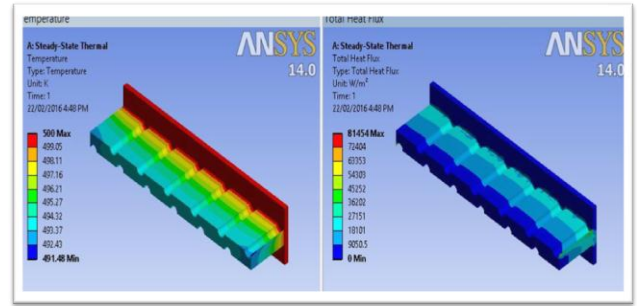 emperature
A: Steady-State Thermal
Temperature
Type: Temperature
Unit: K
Time: 1
22/02/2016 4:48 PM
500 Max
499.05
498.11
497.16
496.21
495.27
494.32
493.37
492.43
491.48 Min
ANSYS
14.0
Total Heat Flux
A: Steady-State Thermal
Total Heat Flux
Type: Total Heat Flux
Unit: W/m²
Time: 1
22/02/2016 4:48 PM
81454 Max
72404
63353
54303
45252
36202
27151
18101
9050.5
0 Min
ANSYS
14.0